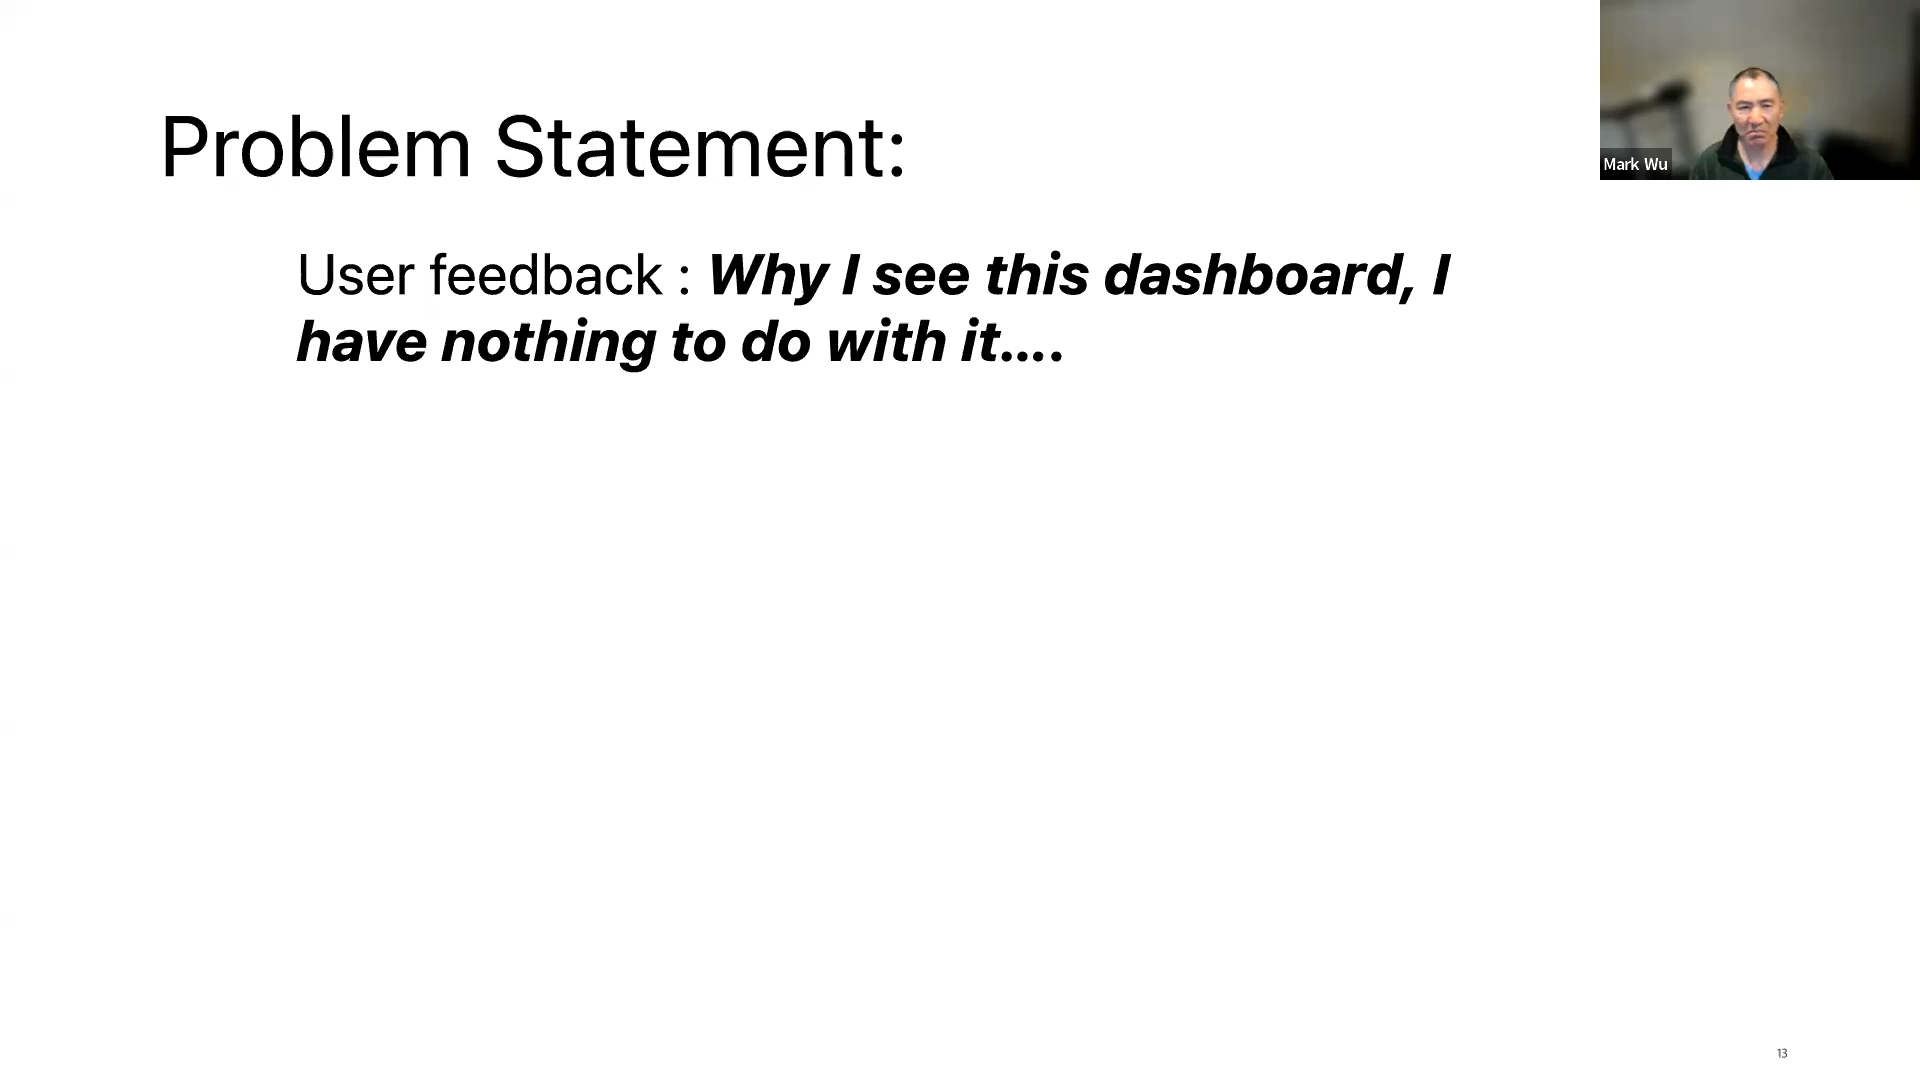 Problem Statement:
Mark Wu
User feedback : Why I see this dashboard, I
have nothing to do with it....
13